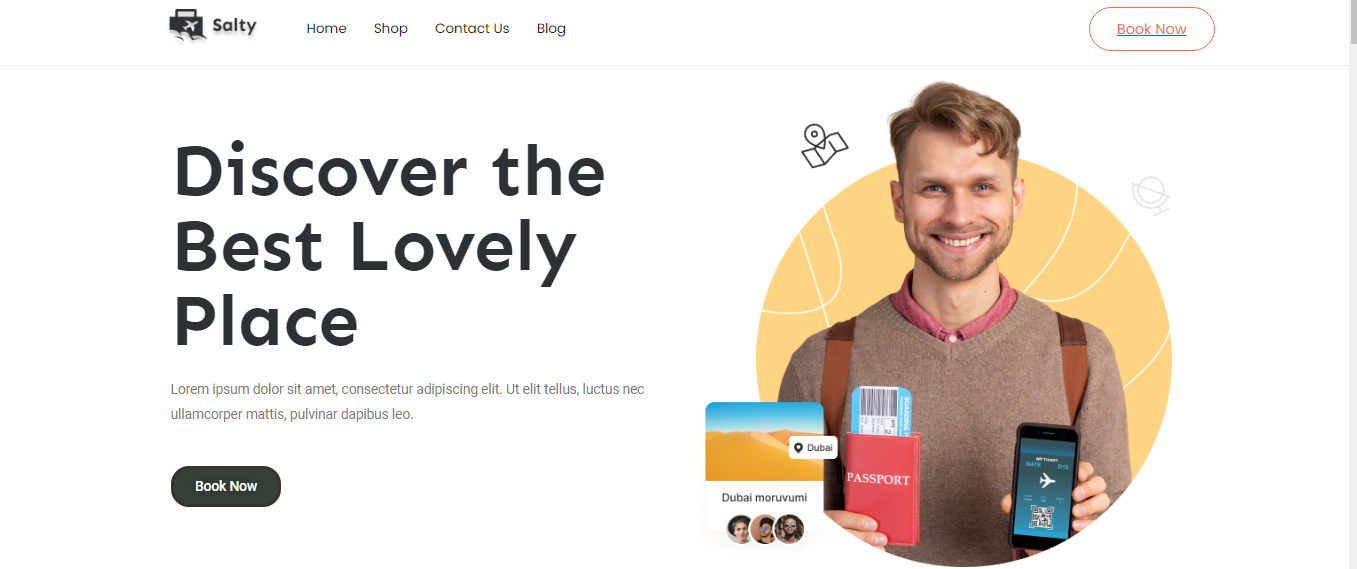 Salty
Home
Shop
Contact Us
Blog
Book Now
Discover the
Best Lovely
Place
Lorem ipsum dolor sit amet, consectetur adipiscing elit. Ut elit tellus, luctus nec
ullamcorper mattis, pulvinar dapibus leo.
Book Now
Dubai
Dubai moruvumi
PASSPORT
GATE